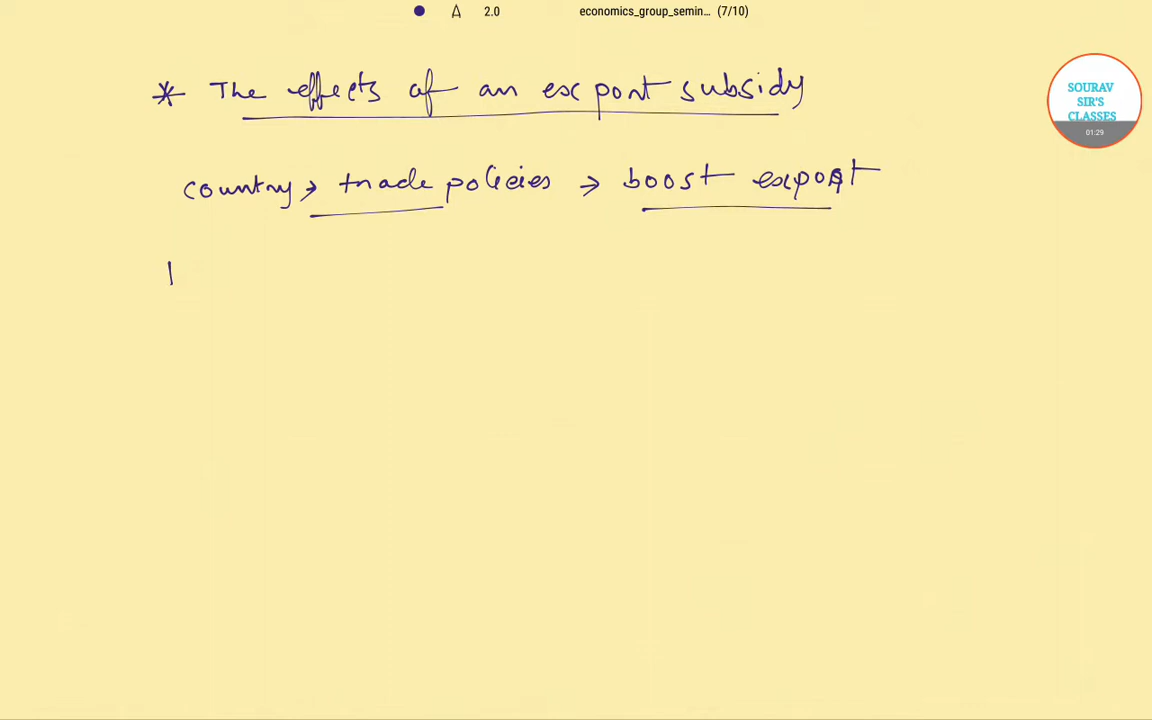 A 2.0 economics_group_semin... (7/10)
* The effects of an export subsidy
SOURAV
SIR'S
CLASSES
01:29
country → trade policies → boost export